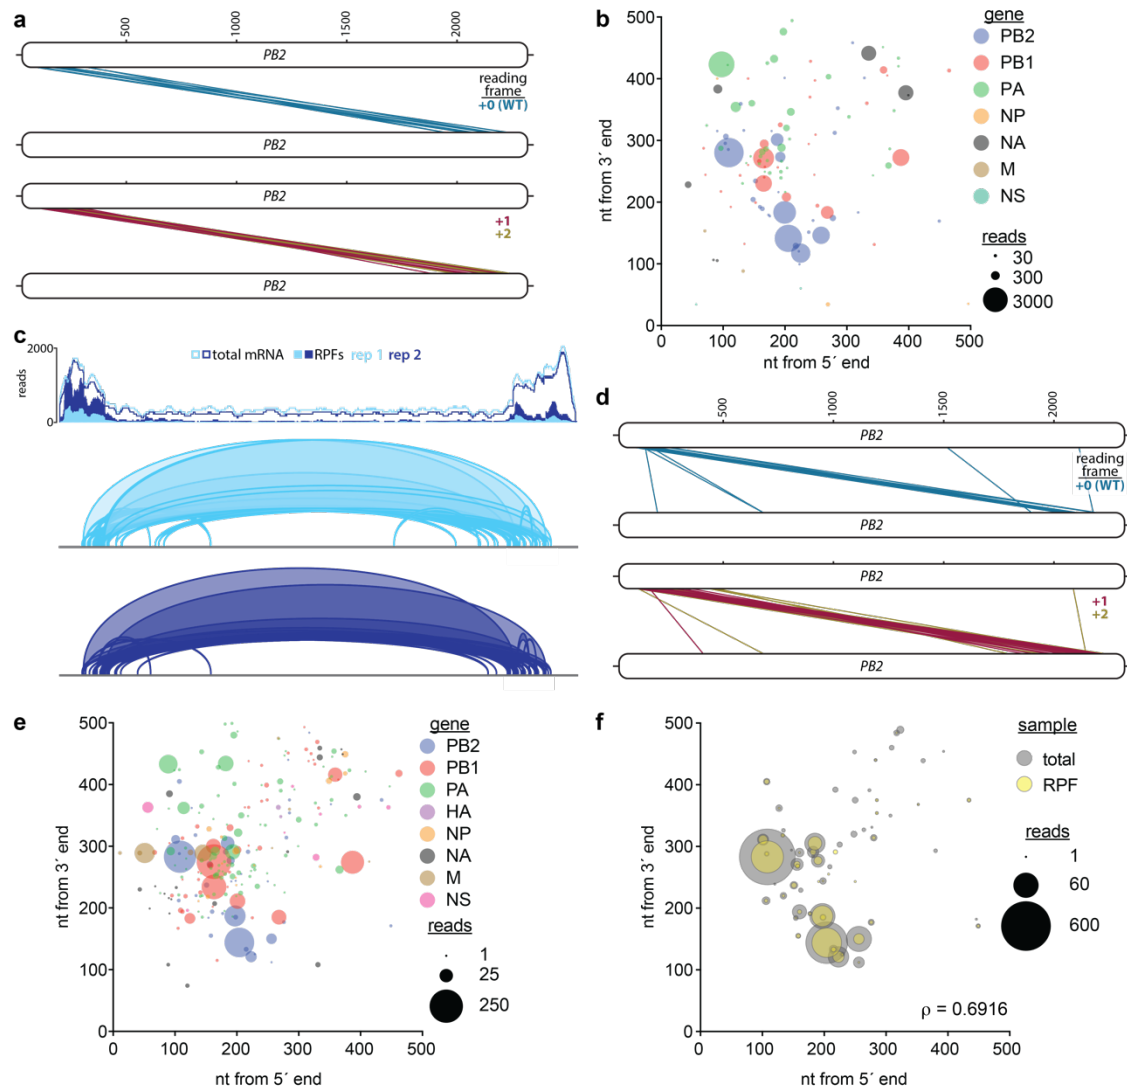 a
500 1000 1500 2000
PB2
reading
frame
+0 (WT)
PB2
PB2
+1
+2
PB2
b
500
400
300
200
100
0
nt from 3´ end
0 100 200 300 400 500
nt from 5´ end
gene
PB2
PB1
PA
NP
NA
M
NS
reads
30
300
3000
c
2000
0
reads
total mRNA RPFs rep 1 rep 2
d
500 1000 1500 2000
PB2
reading
frame
+0 (WT)
PB2
PB2
+1
+2
PB2
e
500
400
300
200
100
0
nt from 3´ end
0 100 200 300 400 500
nt from 5´ end
gene
PB2
PB1
PA
HA
NP
NA
M
NS
reads
1
25
250
f
500
400
300
200
100
0
nt from 3´ end
0 100 200 300 400 500
nt from 5´ end
sample
total
RPF
reads
1
60
600
ρ = 0.6916